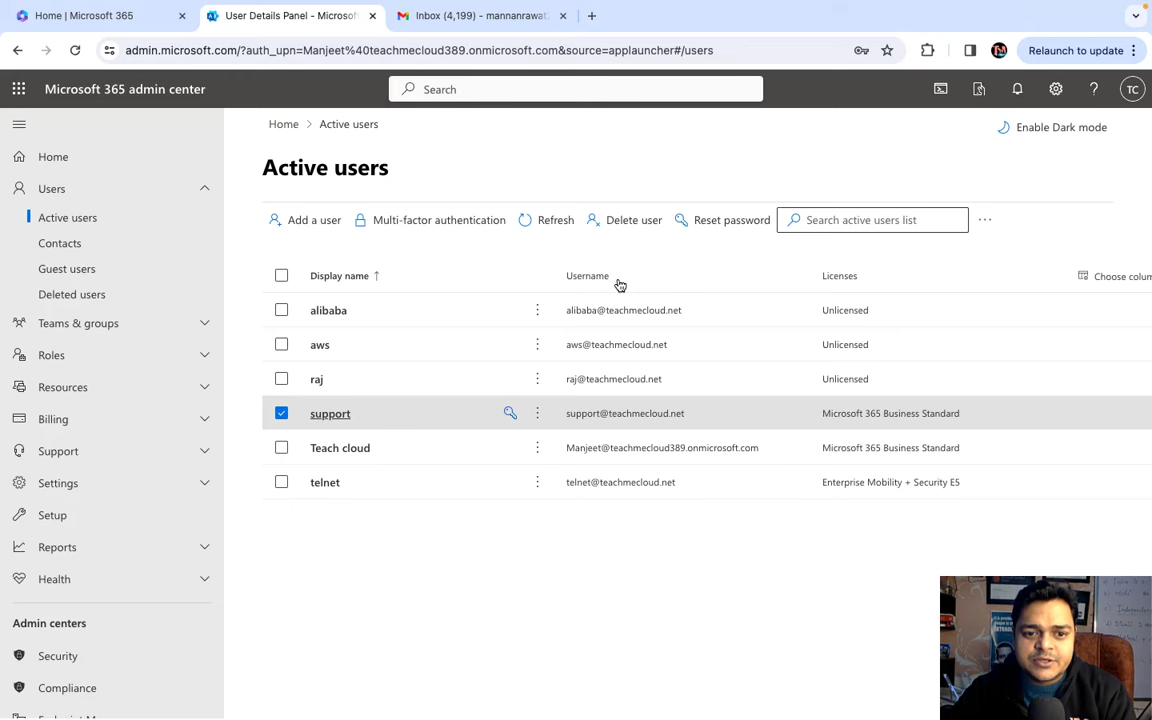 Home | Microsoft 365
User Details Panel - Microsof
Inbox (4,199) - mannanrawat
admin.microsoft.com/?auth_upn=Manjeet%40teachmecloud389.onmicrosoft.com&source=applauncher#/users
Relaunch to update
Microsoft 365 admin center
Search
TC
Home > Active users
Enable Dark mode
Active users
Add a user
Multi-factor authentication
Refresh
Delete user
Reset password
Search active users list
Display name ↑
Username
Licenses
Choose colum
alibaba
alibaba@teachmecloud.net
Unlicensed
aws
aws@teachmecloud.net
Unlicensed
raj
raj@teachmecloud.net
Unlicensed
support
support@teachmecloud.net
Microsoft 365 Business Standard
Teach cloud
Manjeet@teachmecloud389.onmicrosoft.com
Microsoft 365 Business Standard
telnet
telnet@teachmecloud.net
Enterprise Mobility + Security E5
Home
Users
Active users
Contacts
Guest users
Deleted users
Teams & groups
Roles
Resources
Billing
Support
Settings
Setup
Reports
Health
Admin centers
Security
Compliance